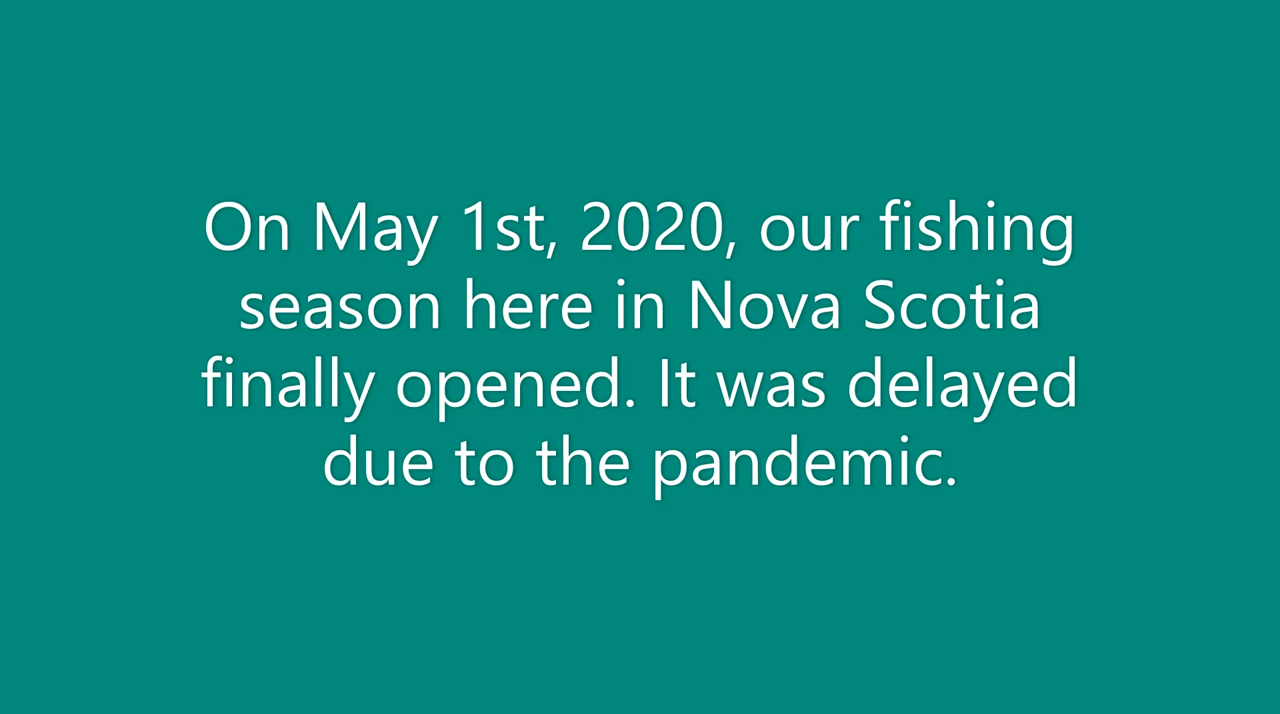 On May 1st, 2020, our fishing
season here in Nova Scotia
finally opened. It was delayed
due to the pandemic.